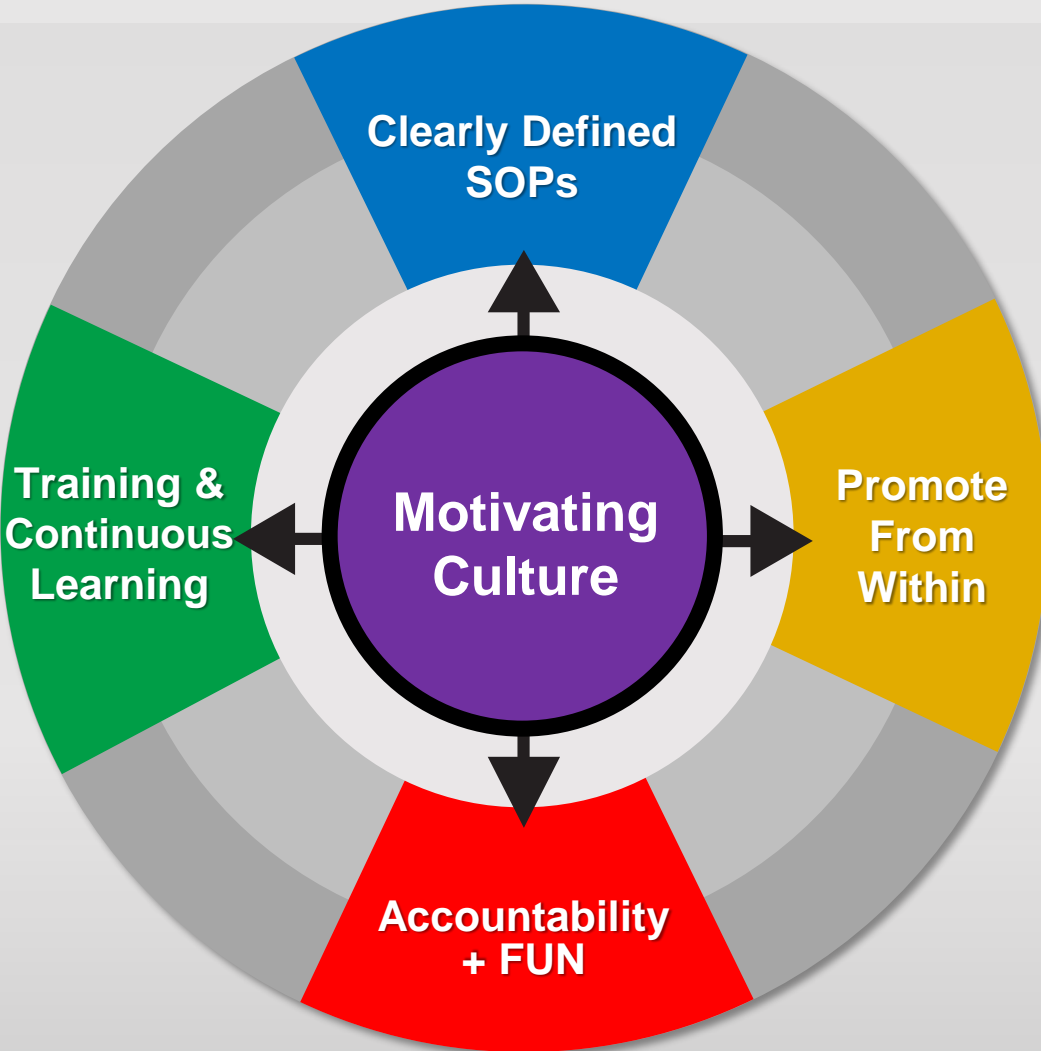 Clearly Defined
SOPs
Training &
Continuous
Learning
Motivating
Culture
Promote
From
Within
Accountability
+ FUN